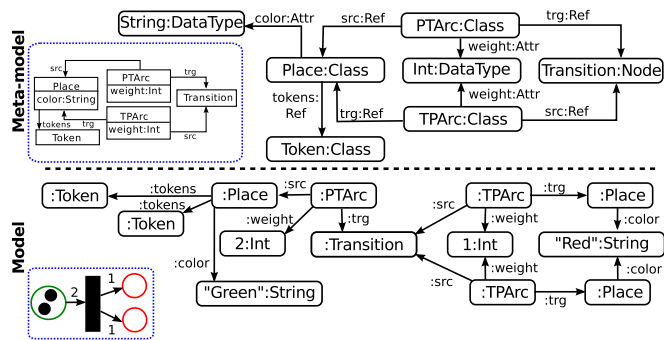 Meta-model
String:DataType
color:Attr
src:Ref
PTArc:Class
trg:Ref
weight:Attr
Place:Class
Int:DataType
Transition:Node
tokens:
Ref
trg:Ref
weight:Attr
src:Ref
TPArc:Class
Token:Class
src
PTArc
weight:Int
trg
Place
color:String
Transition
TPArc
weight:Int
tokens
trg
src
Token
Model
:Token
:tokens
:Place
:src
:PTArc
:TPArc
:trg
:Place
:tokens
:Token
:weight
:trg
:src
:weight
:color
2:Int
:Transition
1:Int
"Red":String
:color
:src
:weight
:color
"Green":String
:TPArc
:trg
:Place
2
1
1